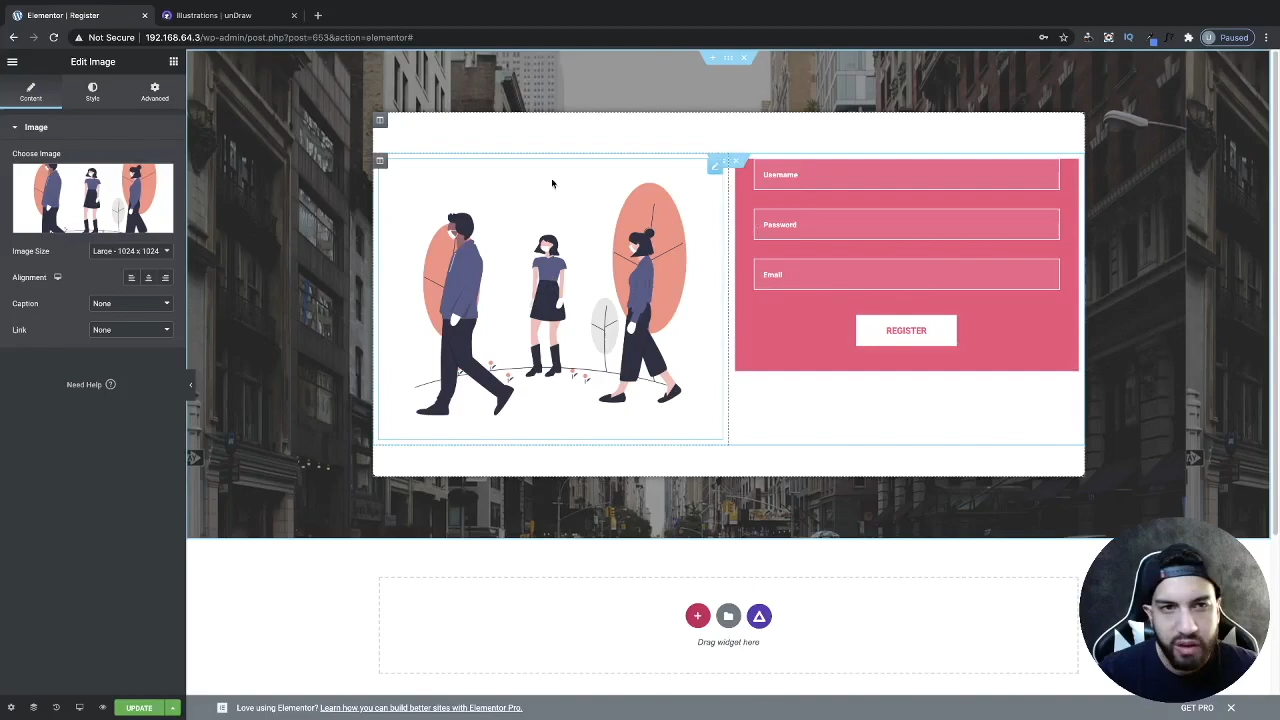 Elementor | Register
Illustrations | unDraw
Not Secure
192.168.64.3/wp-admin/post.php?post=653&action=elementor#
IQ
Paused
Edit Image
Content
Style
Advanced
Image
Choose Image
Image Size
Large - 1024 x 1024
Alignment
Caption
None
Link
None
Need Help
Username
Password
Email
REGISTER
Drag widget here
UPDATE
Love using Elementor? Learn how you can build better sites with Elementor Pro.
GET PRO